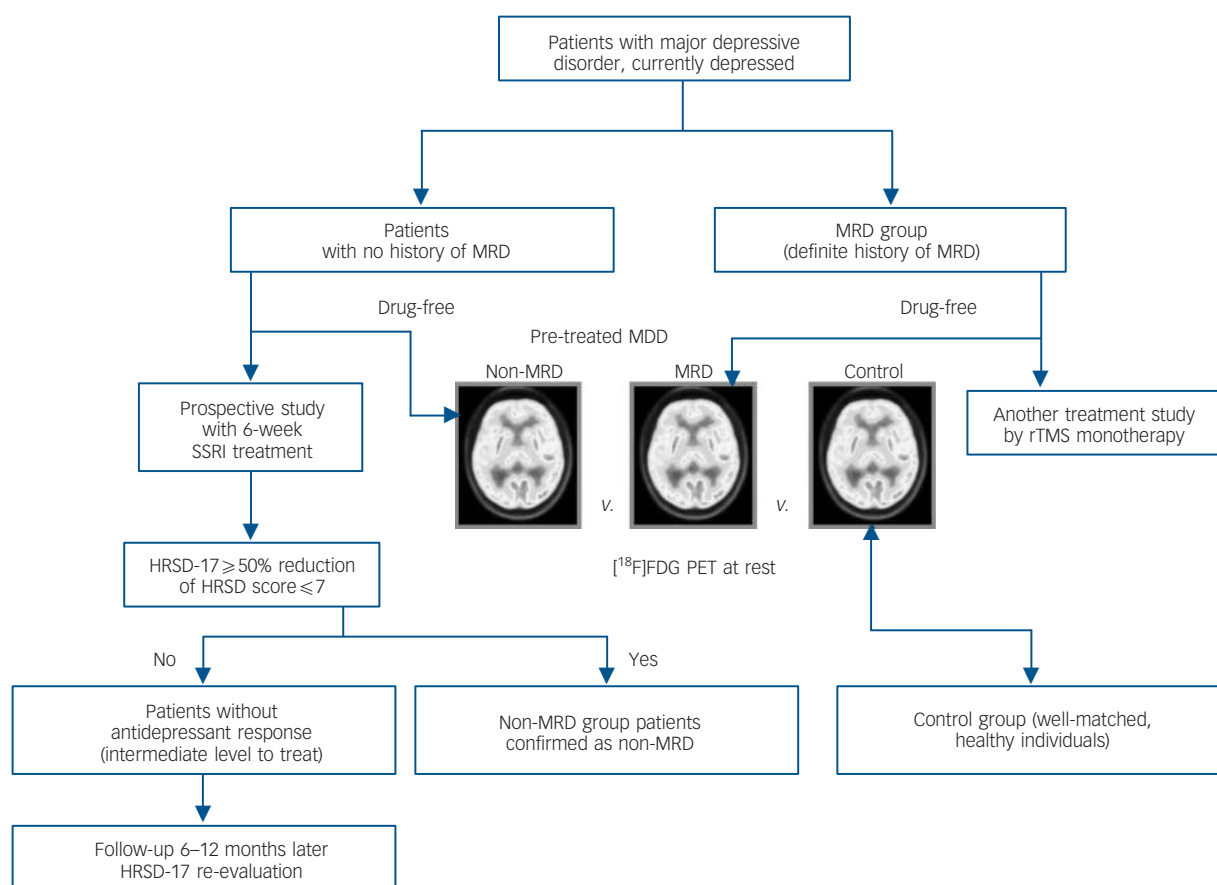 Patients with major depressive
disorder, currently depressed
Patients
with no history of MRD
MRD group
(definite history of MRD)
Drug-free
Drug-free
Pre-treated MDD
Non-MRD
MRD
Control
Prospective study
with 6-week
SSRI treatment
Another treatment study
by rTMS monotherapy
v.
v.
HRSD-17 ⩾ 50% reduction
of HRSD score ⩽ 7
[¹⁸F]FDG PET at rest
No
Yes
Patients without
antidepressant response
(intermediate level to treat)
Non-MRD group patients
confirmed as non-MRD
Control group (well-matched,
healthy individuals)
Follow-up 6–12 months later
HRSD-17 re-evaluation